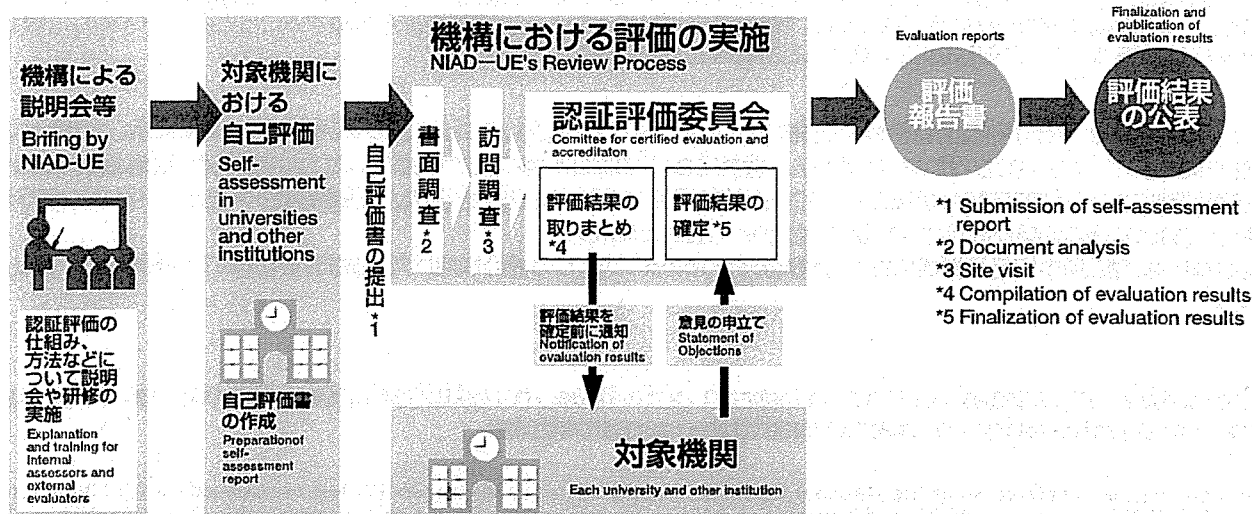 機構による
説明会等
Brifing by
NIAD-UE
認証評価の
仕組み、
方法などに
ついて説明
会や研修の
実施
Explanation
and training for
internal
assessors and
external
evaluators
対象機関に
おける
自己評価
Self-
assessment
in
universities
and other
institutions
自己評価書
の作成
Preparationof
self-
assessment
report
自己評価書の提出*1
機構における評価の実施
NIAD—UE's Review Process
書面調査*2
訪問調査*3
認証評価委員会
Comittee for certified evaluation and
accreditaton
評価結果の
取りまとめ
*4
評価結果の
確定*5
評価結果を
確定前に通知
Notification of
evaluation results
意見の申立て
Statement of
Objections
対象機関
Each university and other institution
Evaluation reports
評価
報告書
Finalization and
publication of
evaluation results
評価結果
の公表
*1 Submission of self-assessment
report
*2 Document analysis
*3 Site visit
*4 Compilation of evaluation results
*5 Finalization of evaluation results